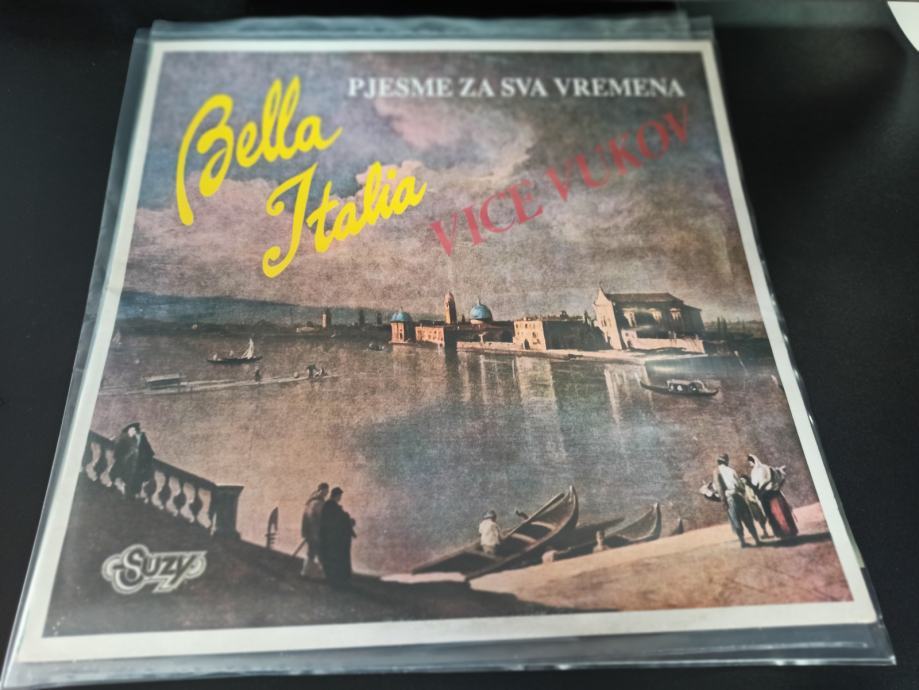 PJESME ZA SVA VREMENA
Bella
Italia
VICE VUKOV
SUZY